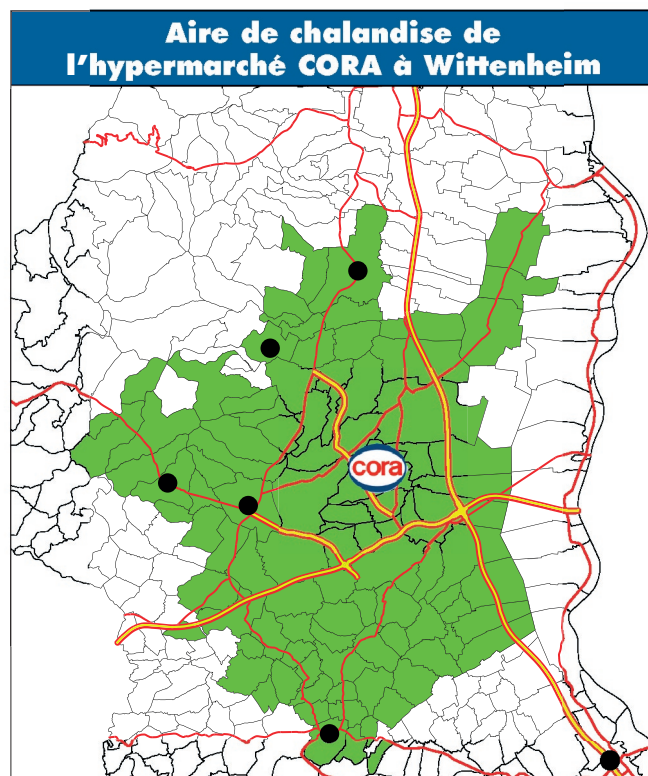 Aire de chalandise de
l'hypermarché CORA à Wittenheim
cora